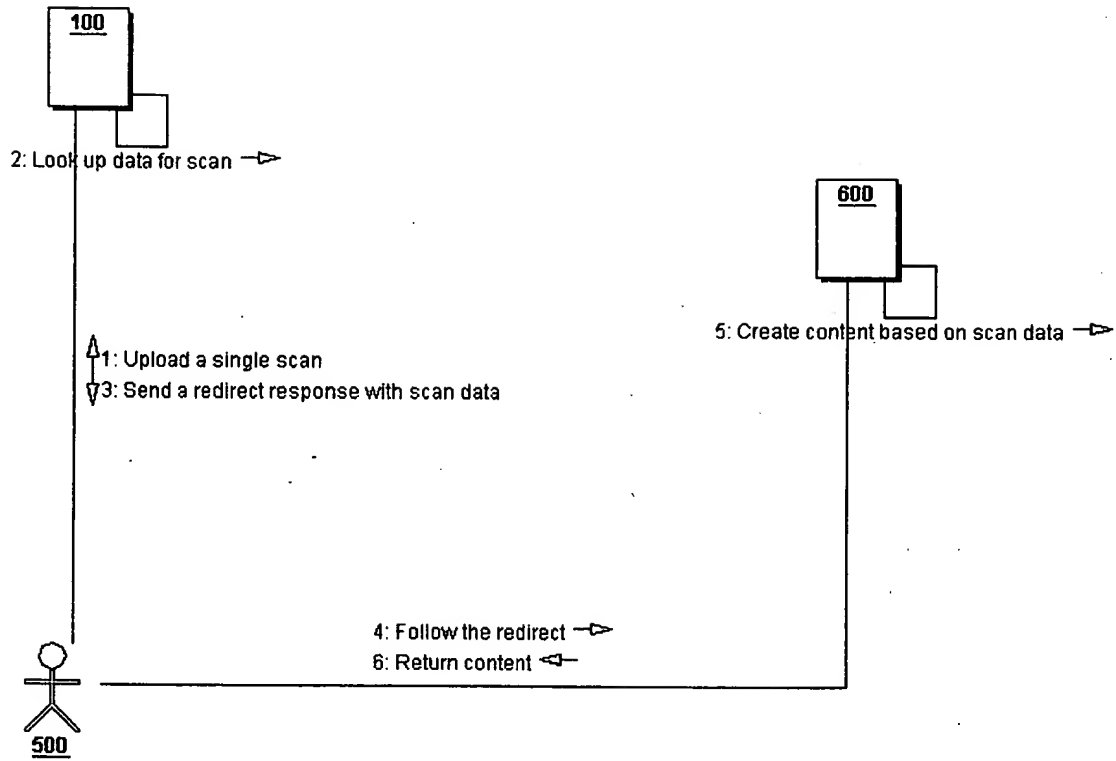 100
2: Look up data for scan
600
5: Create content based on scan data
1: Upload a single scan
3: Send a redirect response with scan data
4: Follow the redirect
6: Return content
500